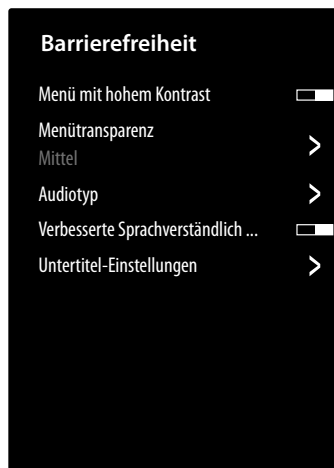 Barrierefreiheit
Menü mit hohem Kontrast
Menütransparenz
Mittel
Audiotyp
Verbesserte Sprachverständlich ...
Untertitel-Einstellungen